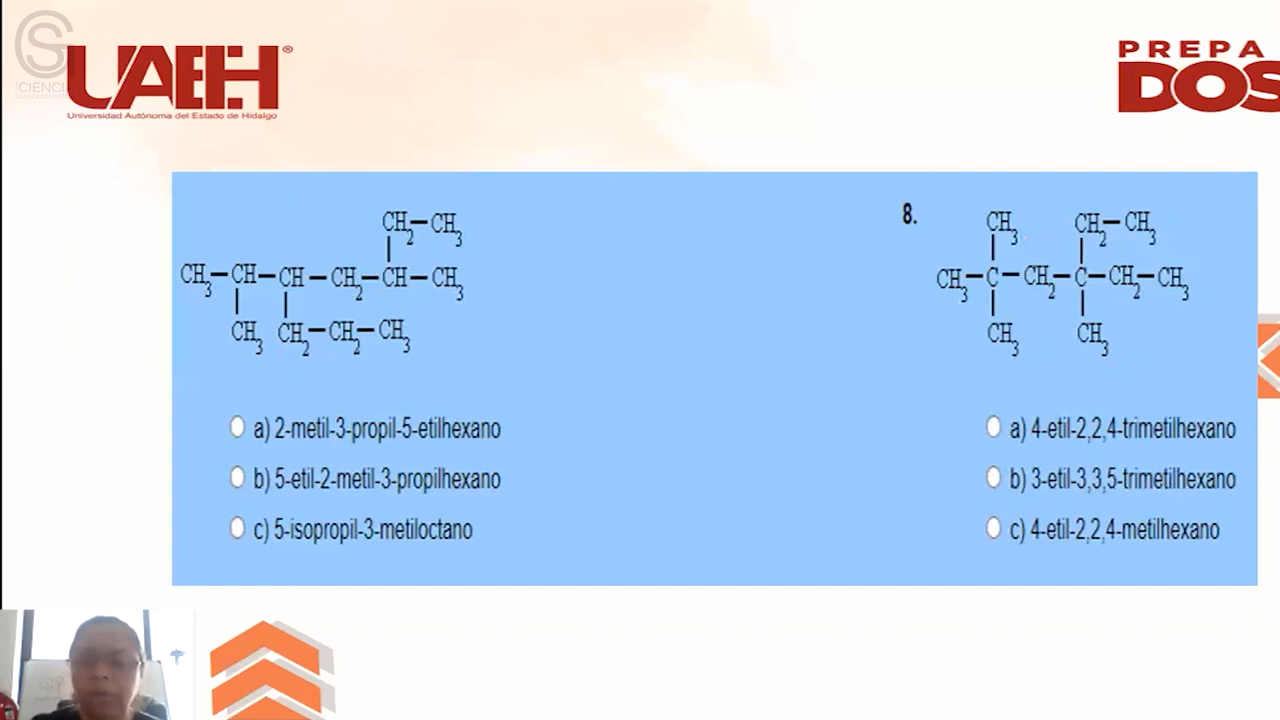 UAEH®
Universidad Autónoma del Estado de Hidalgo
CIENCIA
PREPA
DOS
CH2-CH3
CH3-CH-CH-CH2-CH-CH3
CH3 CH2-CH2-CH3
a) 2-metil-3-propil-5-etilhexano
b) 5-etil-2-metil-3-propilhexano
c) 5-isopropil-3-metiloctano
8.
CH3 CH2-CH3
CH3-C-CH2-C-CH2-CH3
CH3 CH3
a) 4-etil-2,2,4-trimetilhexano
b) 3-etil-3,3,5-trimetilhexano
c) 4-etil-2,2,4-metilhexano